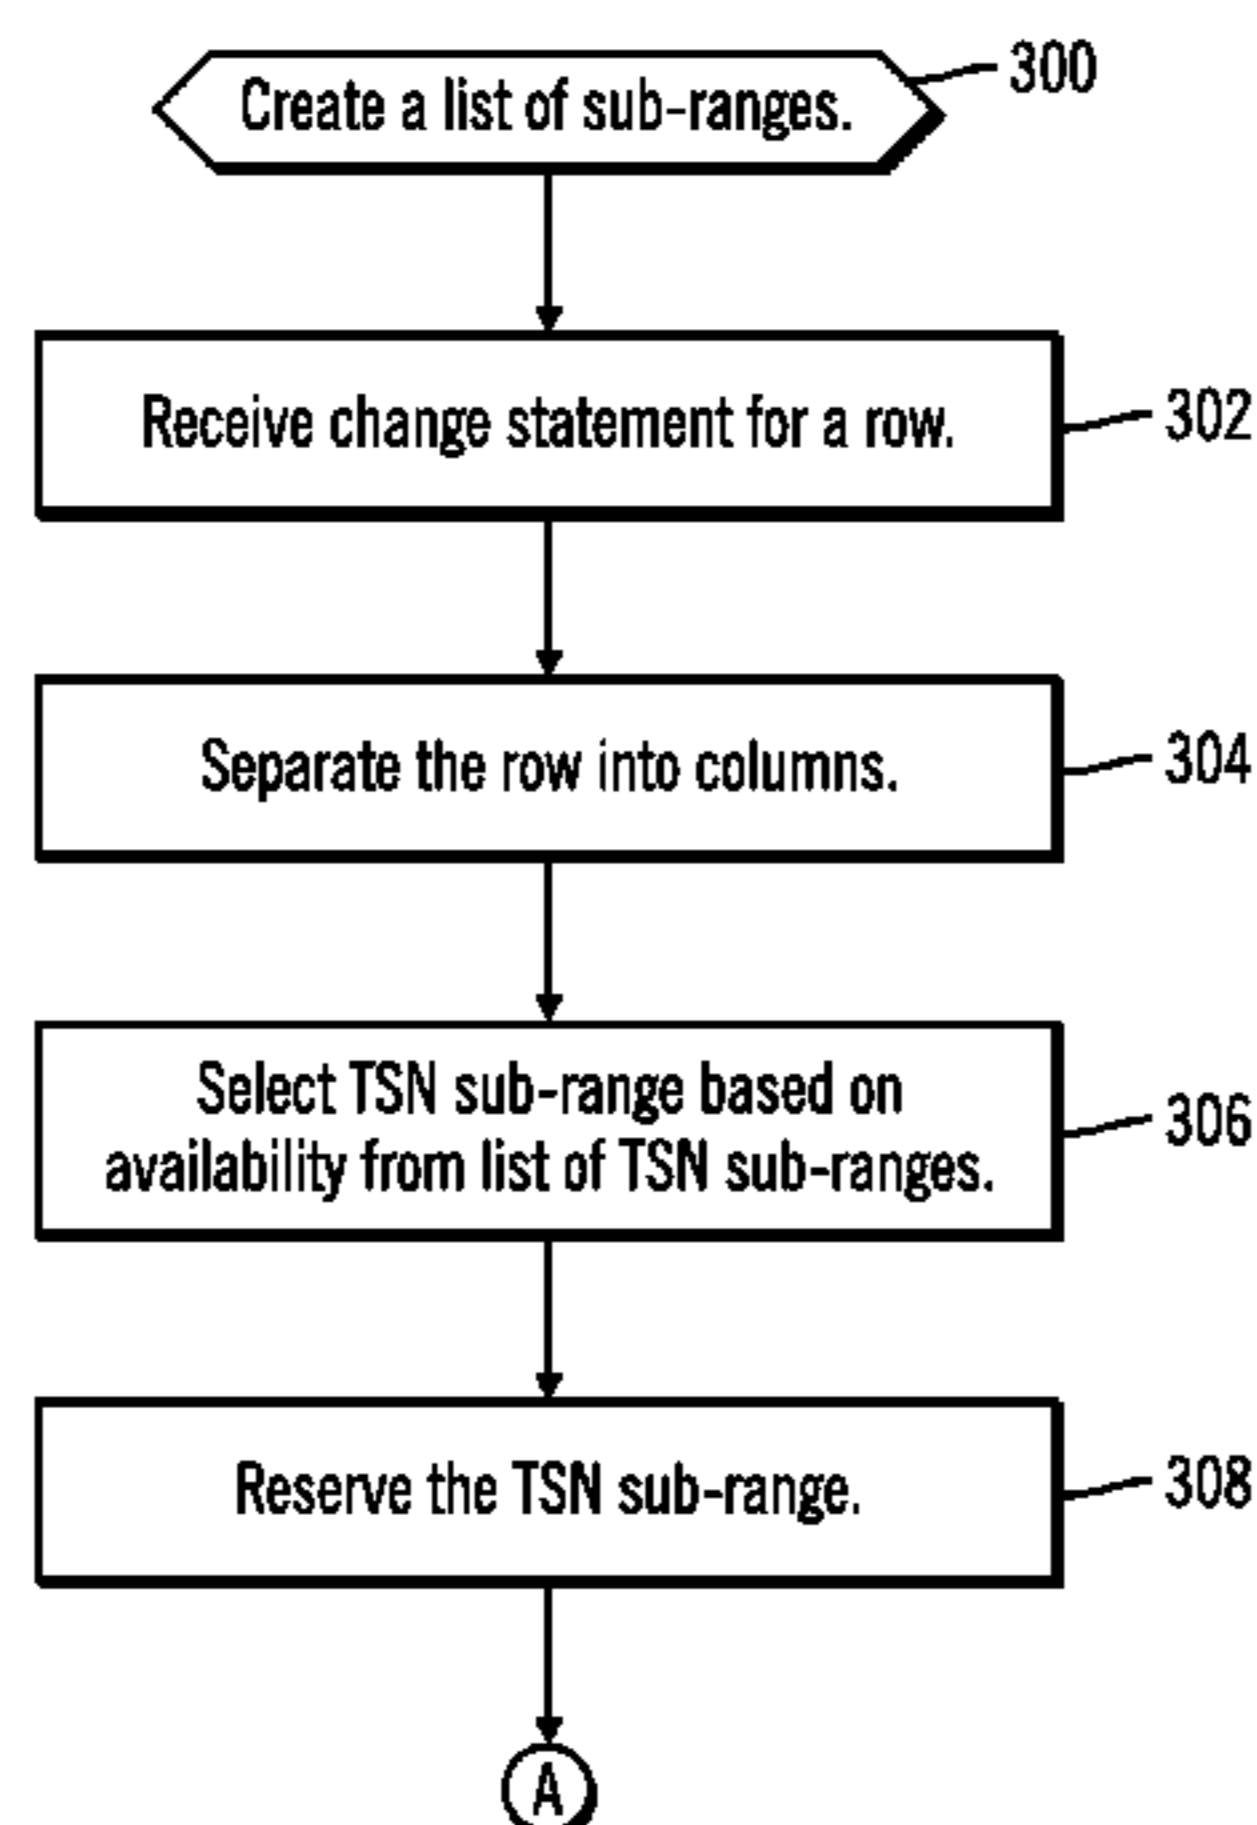 Create a list of sub-ranges.
300
Receive change statement for a row.
302
Separate the row into columns.
304
Select TSN sub-range based on
availability from list of TSN sub-ranges.
306
Reserve the TSN sub-range.
308
A